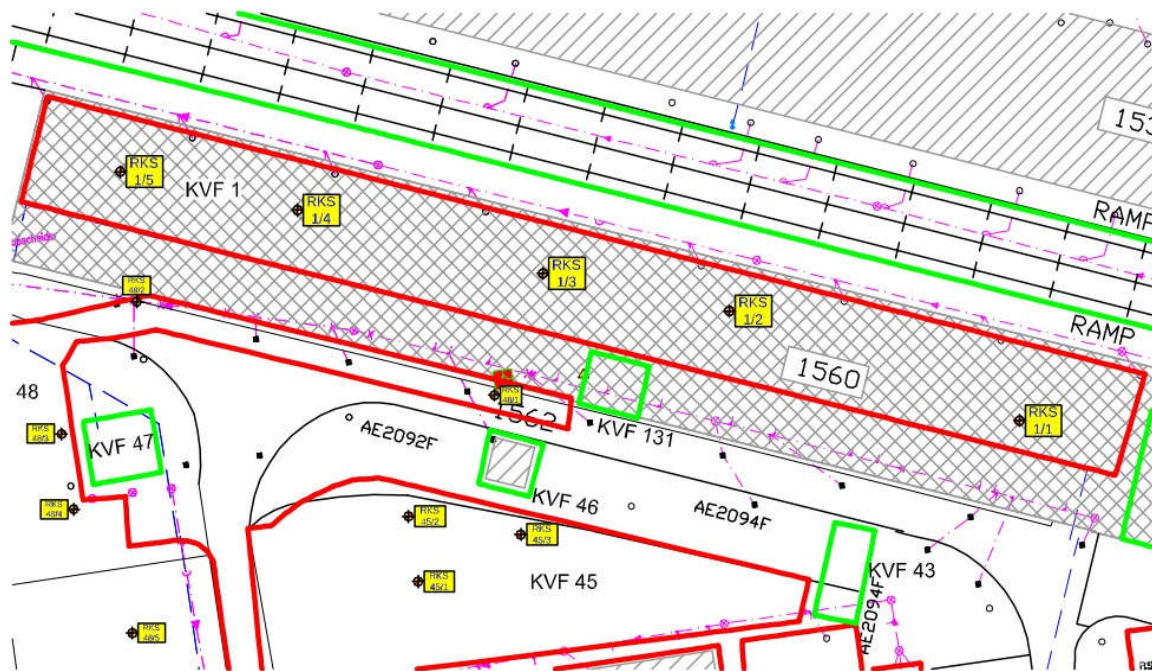 153
RKS
1/5
KVF 1
RKS
1/4
RAMP
RKS
1/3
RKS
48/2
RKS
1/2
RAMP
1560
48
RKS
48/1
1562
RKS
1/1
RKS
48/3
KVF 47
AE2092F
KVF 131
RKS
48/4
RKS
45/2
KVF 46
AE2094F
RKS
45/3
RKS
45/1
KVF 45
KVF 43
AE2094F
RKS
48/5